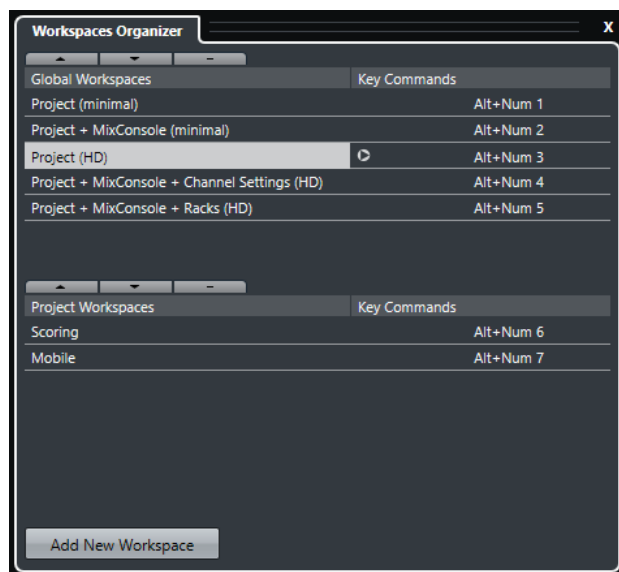 Workspaces Organizer X
Global Workspaces Key Commands
Project (minimal) Alt+Num 1
Project + MixConsole (minimal) Alt+Num 2
Project (HD) Alt+Num 3
Project + MixConsole + Channel Settings (HD) Alt+Num 4
Project + MixConsole + Racks (HD) Alt+Num 5
Project Workspaces Key Commands
Scoring Alt+Num 6
Mobile Alt+Num 7
Add New Workspace